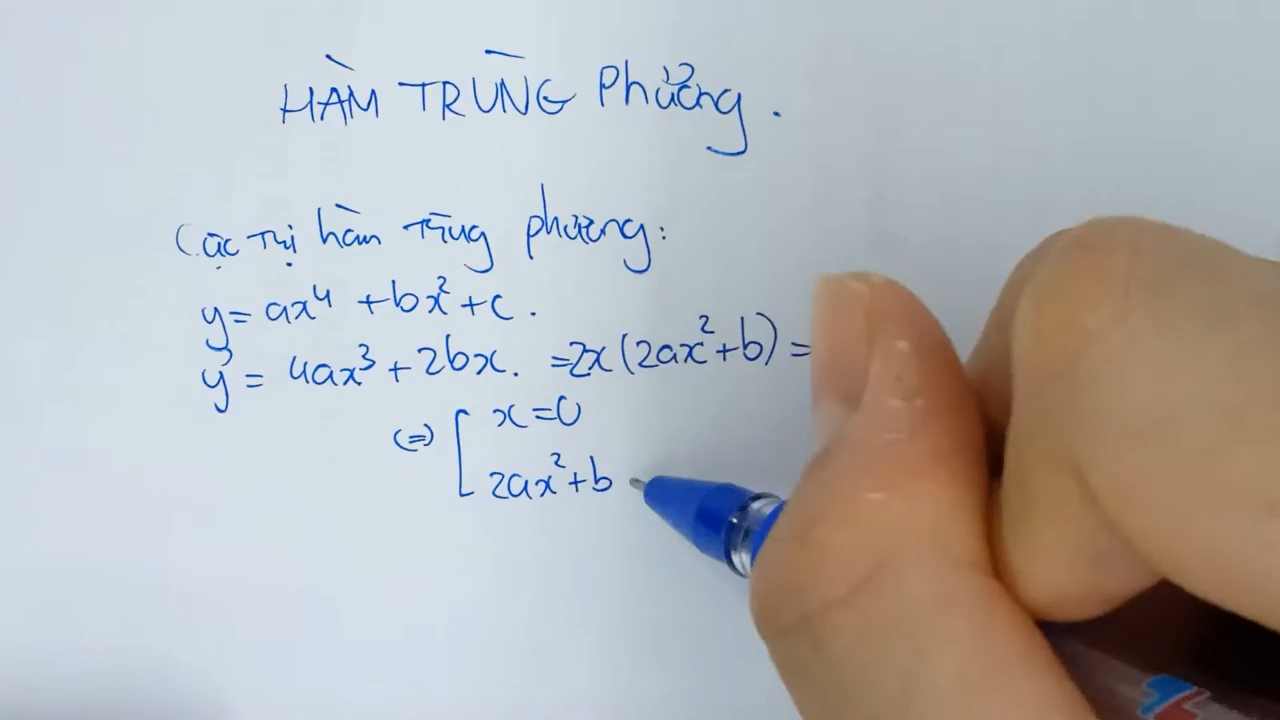 HÀM TRÙNG Phương.
Cực Trị hàm Trùng phương:
y = ax⁴ + bx² + c.
y' = 4ax³ + 2bx. = 2x(2ax² + b) =
(=) [ x = 0
2ax² + b